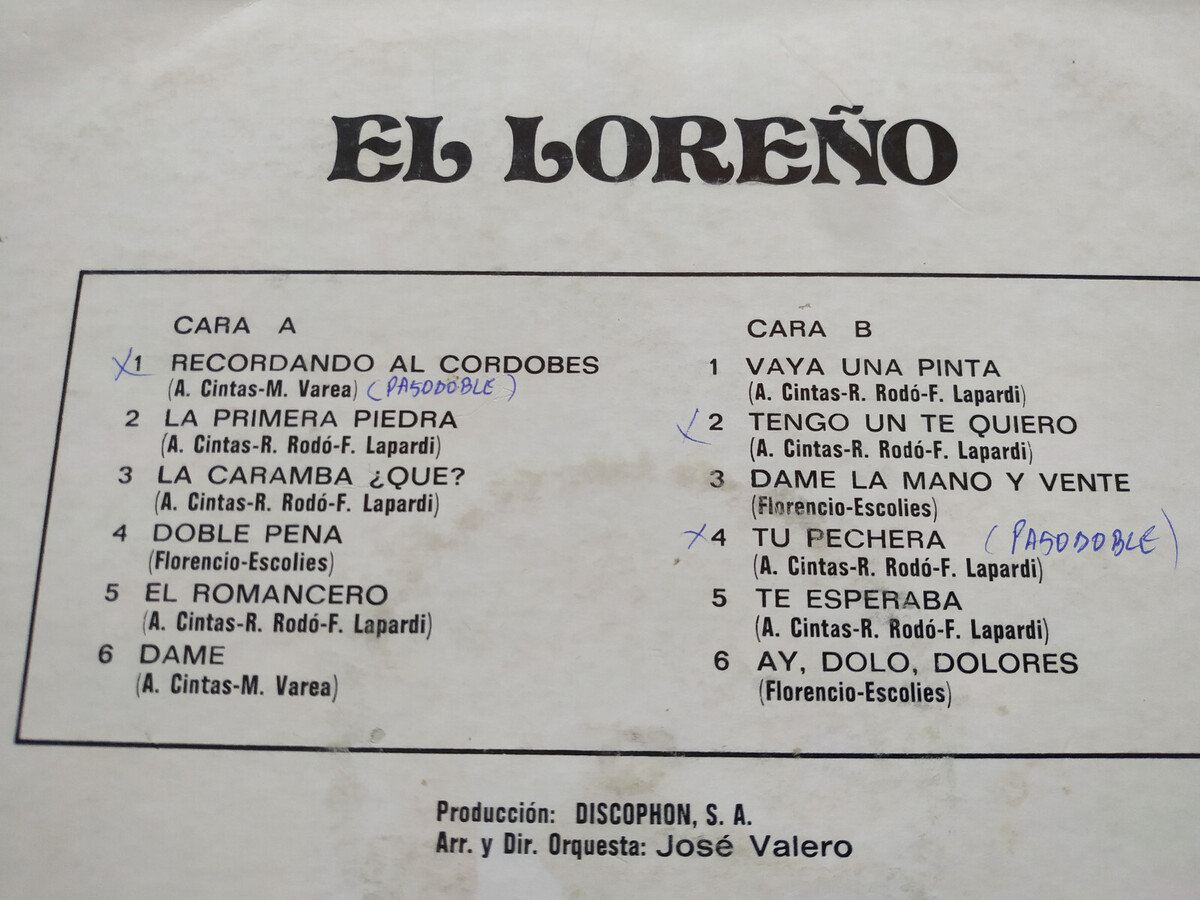 EL LOREÑO
CARA A
X 1 RECORDANDO AL CORDOBES
(A. Cintas-M. Varea) (PASODOBLE)
2 LA PRIMERA PIEDRA
(A. Cintas-R. Rodó-F. Lapardi)
3 LA CARAMBA ¿QUE?
(A. Cintas-R. Rodó-F. Lapardi)
4 DOBLE PENA
(Florencio-Escolies)
5 EL ROMANCERO
(A. Cintas-R. Rodó-F. Lapardi)
6 DAME
(A. Cintas-M. Varea)
CARA B
1 VAYA UNA PINTA
(A. Cintas-R. Rodó-F. Lapardi)
X 2 TENGO UN TE QUIERO
(A. Cintas-R. Rodó-F. Lapardi)
3 DAME LA MANO Y VENTE
(Florencio-Escolies)
X 4 TU PECHERA (PASODOBLE)
(A. Cintas-R. Rodó-F. Lapardi)
5 TE ESPERABA
(A. Cintas-R. Rodó-F. Lapardi)
6 AY, DOLO, DOLORES
(Florencio-Escolies)
Producción: DISCOPHON, S. A.
Arr. y Dir. Orquesta: José Valero